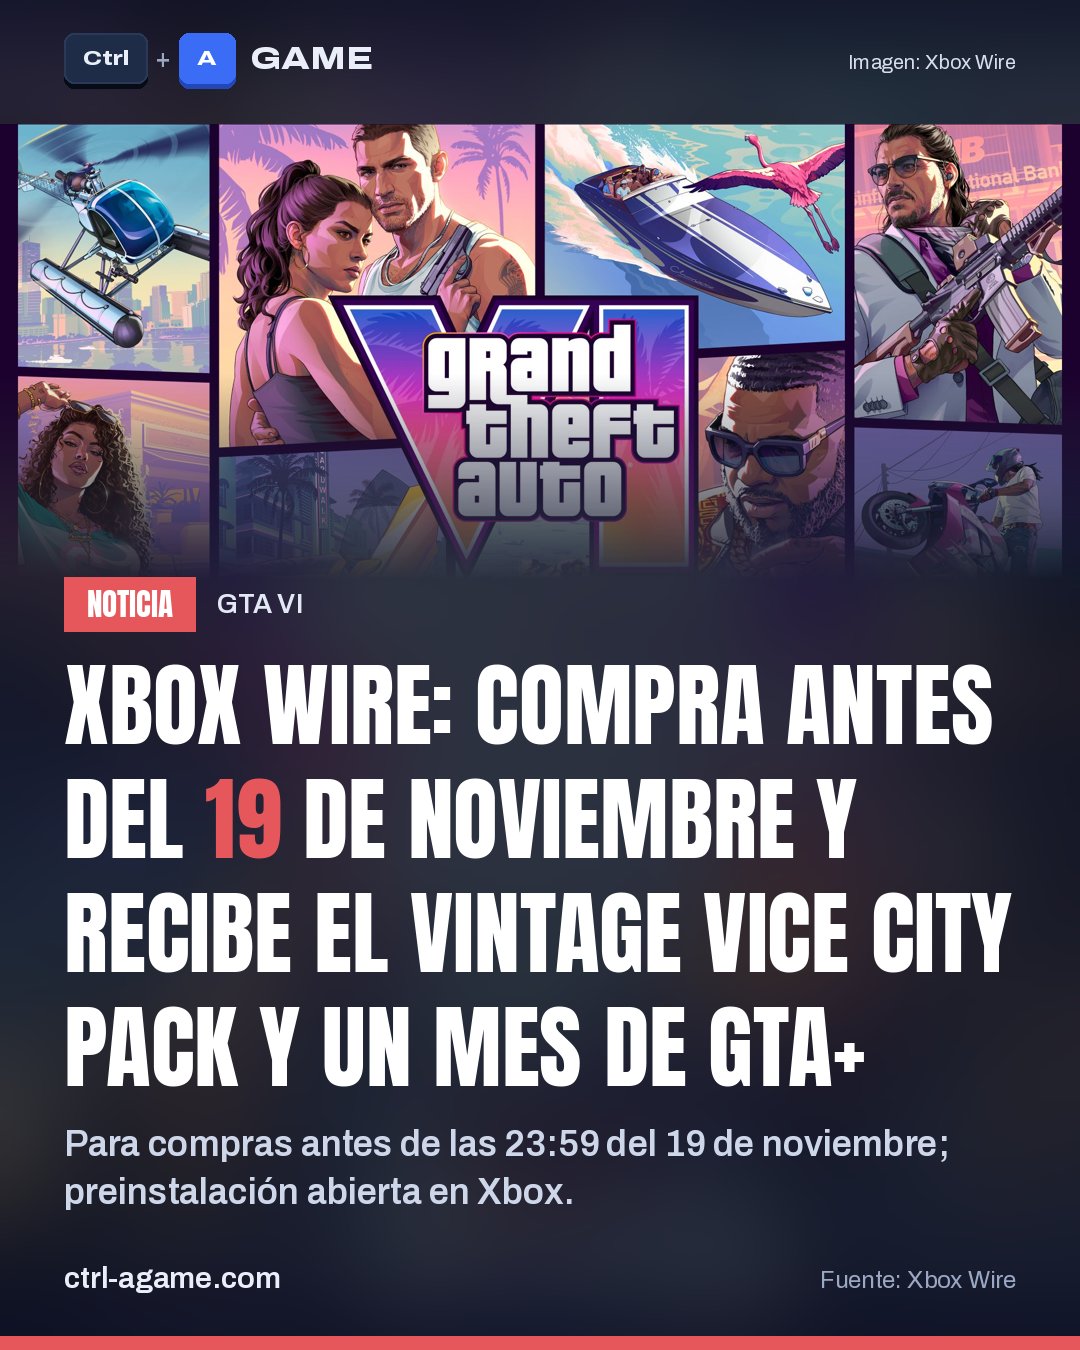 Ctrl + A GAME
Imagen: Xbox Wire
grand
theft
auto
VI
NOTICIA
GTA VI
XBOX WIRE: COMPRA ANTES
DEL 19 DE NOVIEMBRE Y
RECIBE EL VINTAGE VICE CITY
PACK Y UN MES DE GTA+
Para compras antes de las 23:59 del 19 de noviembre;
preinstalación abierta en Xbox.
ctrl-agame.com
Fuente: Xbox Wire